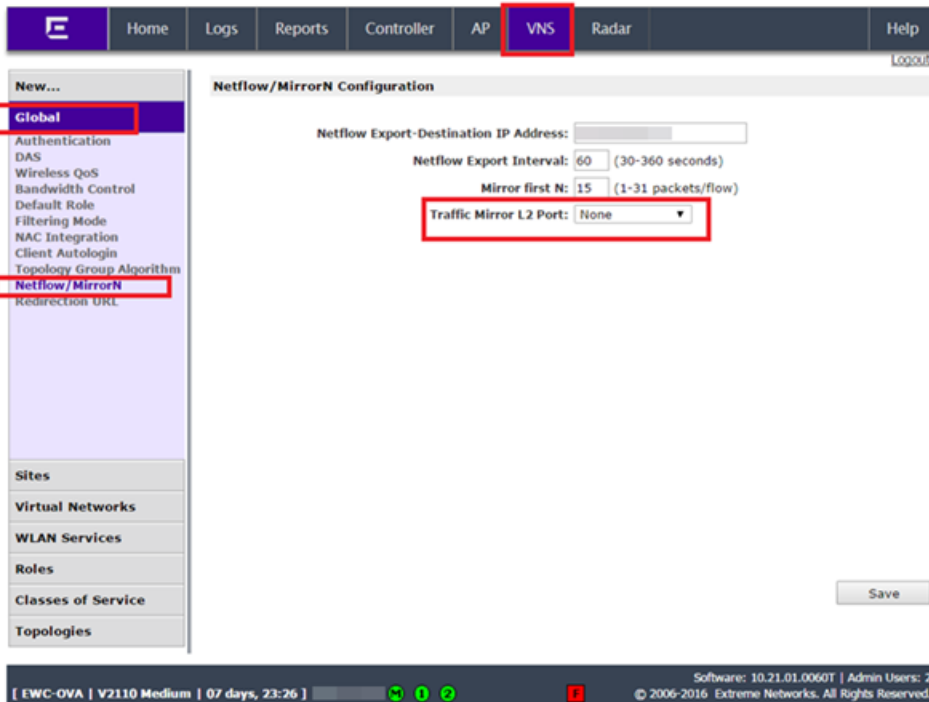 E Home Logs Reports Controller AP VNS Radar Help
Logout
New...
Global
Authentication
DAS
Wireless QoS
Bandwidth Control
Default Role
Filtering Mode
NAC Integration
Client Autologin
Topology Group Algorithm
Netflow/MirrorN
Redirection URL
Sites
Virtual Networks
WLAN Services
Roles
Classes of Service
Topologies
Netflow/MirrorN Configuration
Netflow Export-Destination IP Address:
Netflow Export Interval: 60 (30-360 seconds)
Mirror first N: 15 (1-31 packets/flow)
Traffic Mirror L2 Port: None
Save
[ EWC-OVA | V2110 Medium | 07 days, 23:26 ] M 1 2 F
Software: 10.21.01.0060T | Admin Users: 2
© 2006-2016 Extreme Networks. All Rights Reserved.